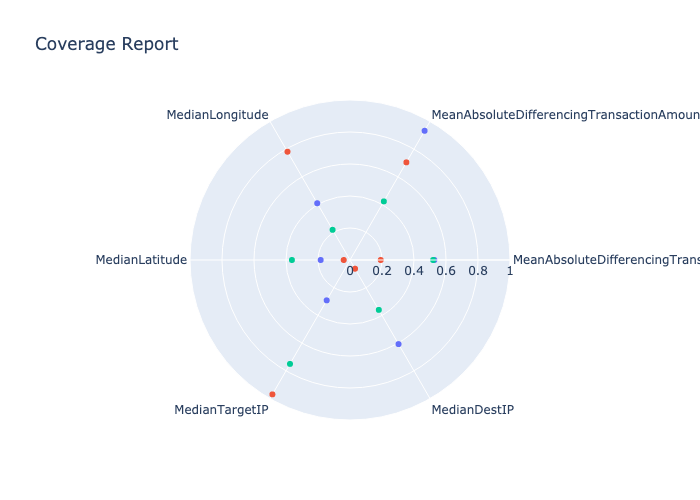 Coverage Report
MedianLongitude
MeanAbsoluteDifferencingTransactionAmoun
MedianLatitude
0 0.2 0.4 0.6 0.8 1
MeanAbsoluteDifferencingTrans
MedianTargetIP
MedianDestIP